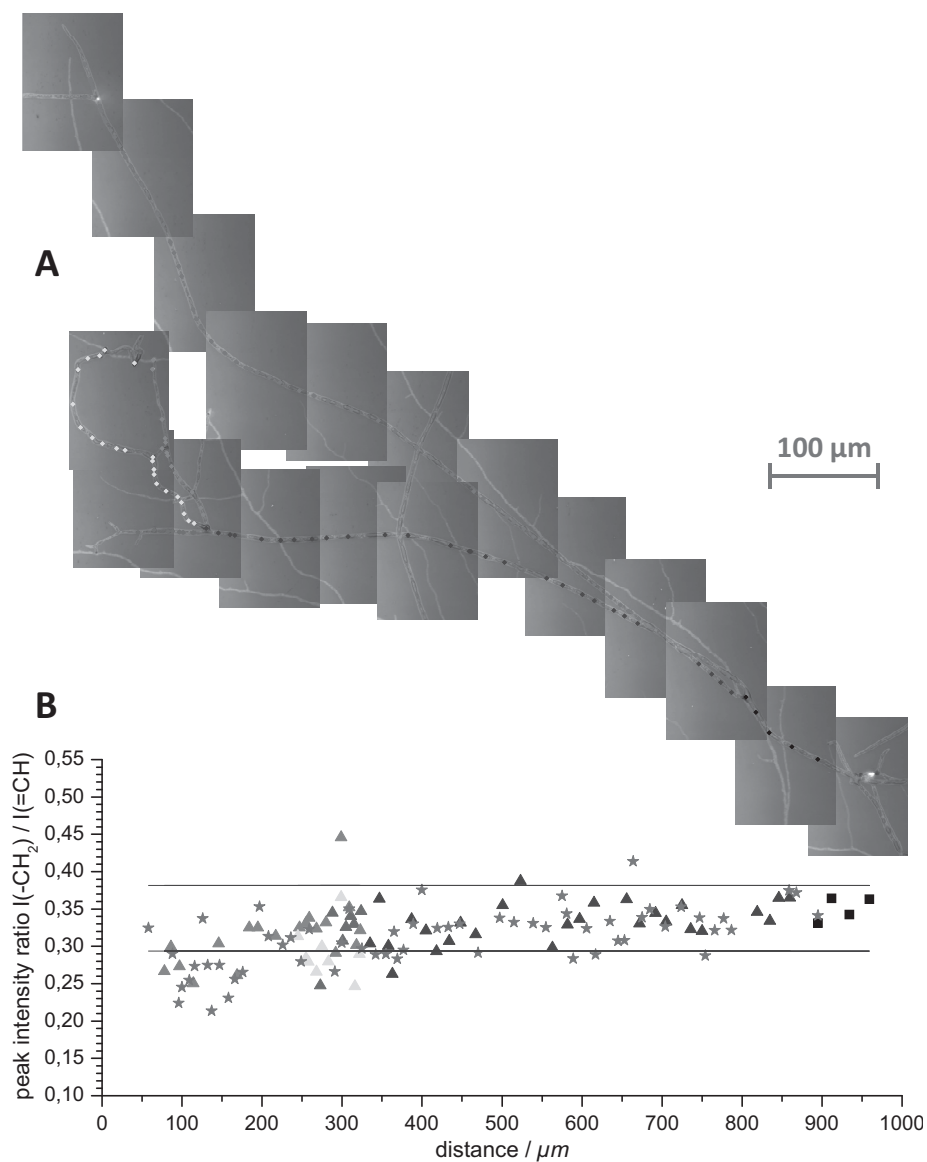 A
100 µm
B
peak intensity ratio I(-CH₂) / I(=CH)
0,55
0,50
0,45
0,40
0,35
0,30
0,25
0,20
0,15
0,10
0 100 200 300 400 500 600 700 800 900 1000
distance / µm